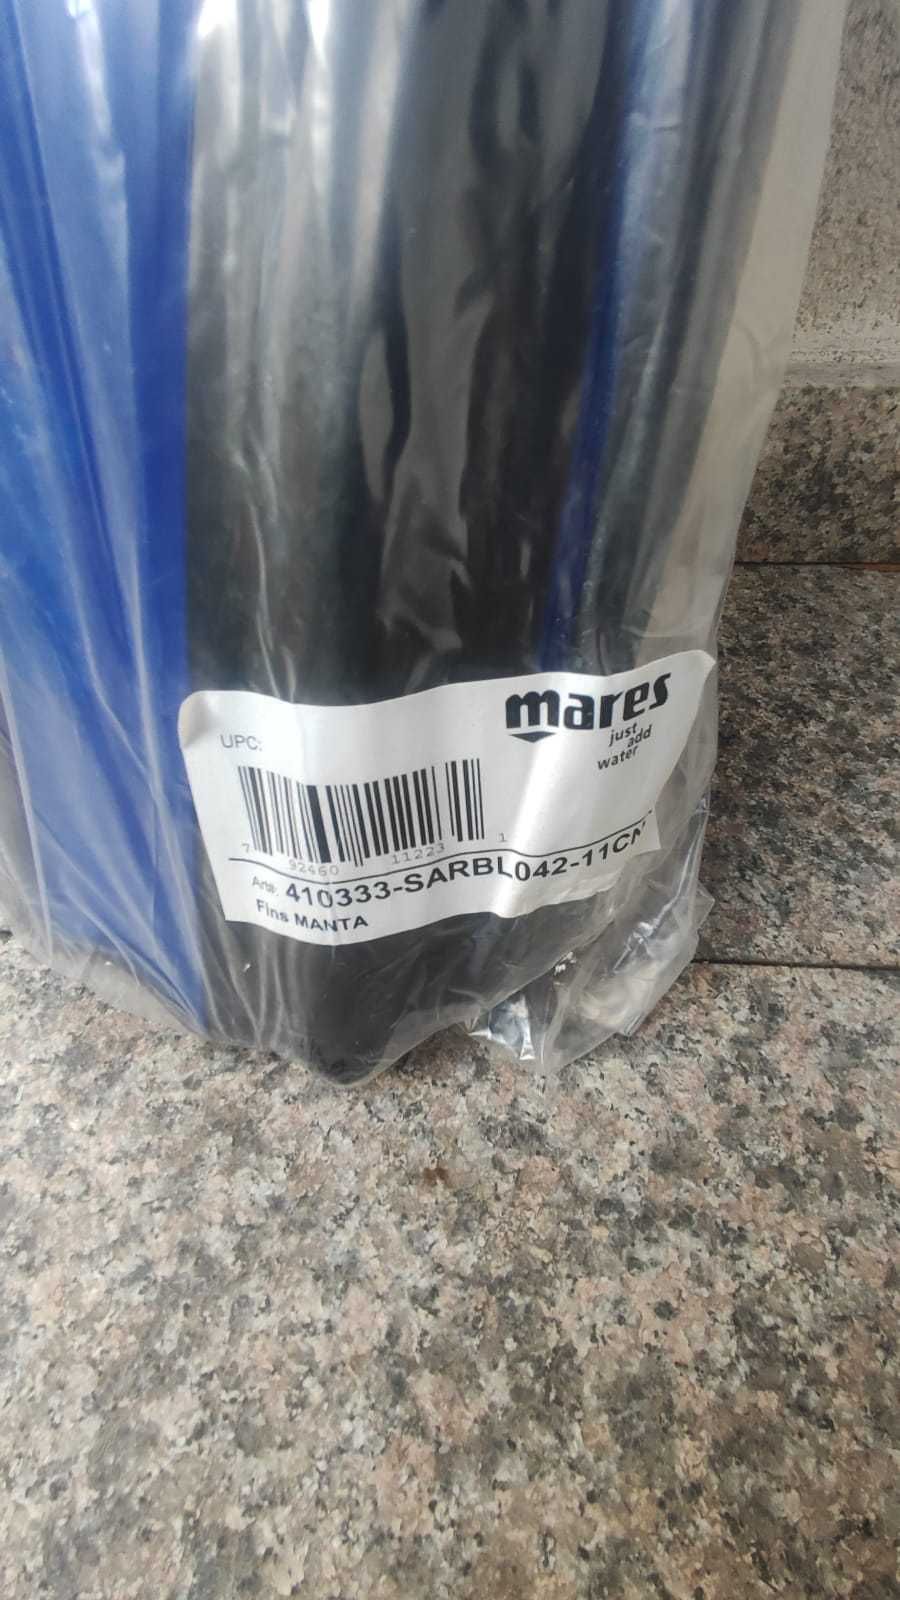 mares
just
add
water
UPC:
7 92460 11223 1
Art#: 410333-SARBL042-11CN
Fins MANTA